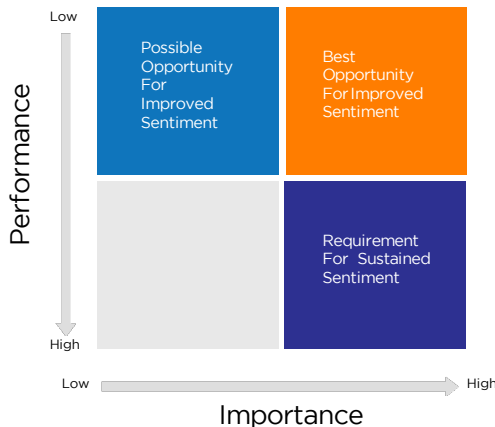 Low
Performance
High
Possible
Opportunity
For
Improved
Sentiment
Best
Opportunity
For Improved
Sentiment
Requirement
For Sustained
Sentiment
Low
High
Importance